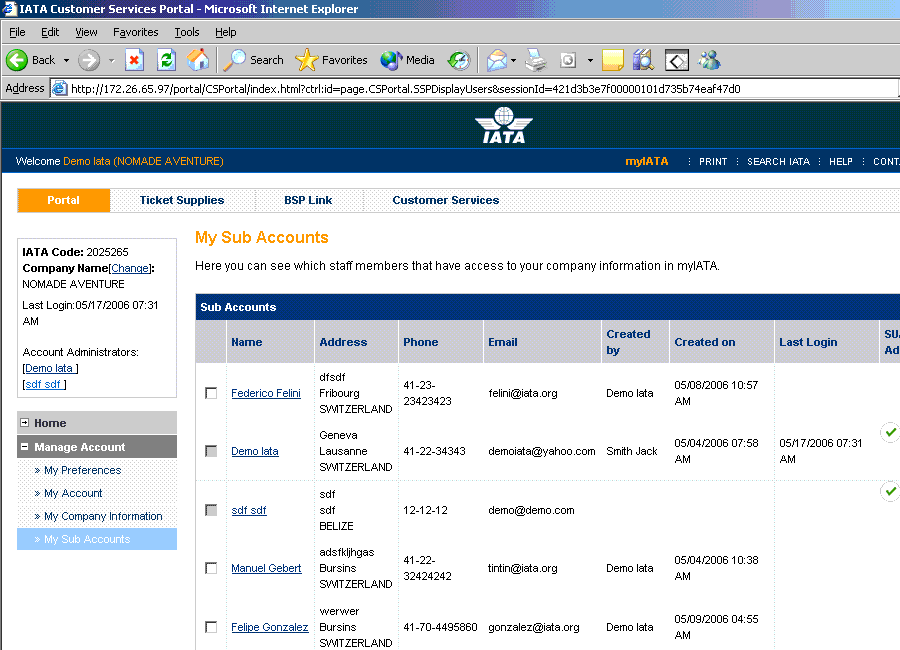 IATA Customer Services Portal - Microsoft Internet Explorer
File Edit View Favorites Tools Help
Back Search Favorites Media
Address http://172.26.65.97/portal/CSPortal/index.html?ctrl:id=page.CSPortal.SSPDisplayUsers&sessionId=421d3b3e7f00000101d735b74eaf47d0
IATA
Welcome Demo Iata (NOMADE AVENTURE) myIATA : PRINT : SEARCH IATA : HELP : CONT
Portal Ticket Supplies BSP Link Customer Services
IATA Code: 2025265
Company Name[Change]:
NOMADE AVENTURE
Last Login:05/17/2006 07:31
AM
Account Administrators:
[Demo Iata ]
[sdf sdf ]
Home
Manage Account
» My Preferences
» My Account
» My Company Information
» My Sub Accounts
My Sub Accounts
Here you can see which staff members that have access to your company information in myIATA.
Sub Accounts
Name Address Phone Email Created by Created on Last Login SU Ad
Federico Felini dfsdf Fribourg SWITZERLAND 41-23-23423423 felini@iata.org Demo Iata 05/08/2006 10:57 AM
Demo Iata Geneva Lausanne SWITZERLAND 41-22-34343 demoiata@yahoo.com Smith Jack 05/04/2006 07:58 AM 05/17/2006 07:31 AM
sdf sdf sdf sdf BELIZE 12-12-12 demo@demo.com
Manuel Gebert adsfkljhgas Bursins SWITZERLAND 41-22-32424242 tintin@iata.org Demo Iata 05/04/2006 10:38 AM
Felipe Gonzalez werwer Bursins SWITZERLAND 41-70-4495860 gonzalez@iata.org Demo Iata 05/09/2006 04:55 AM